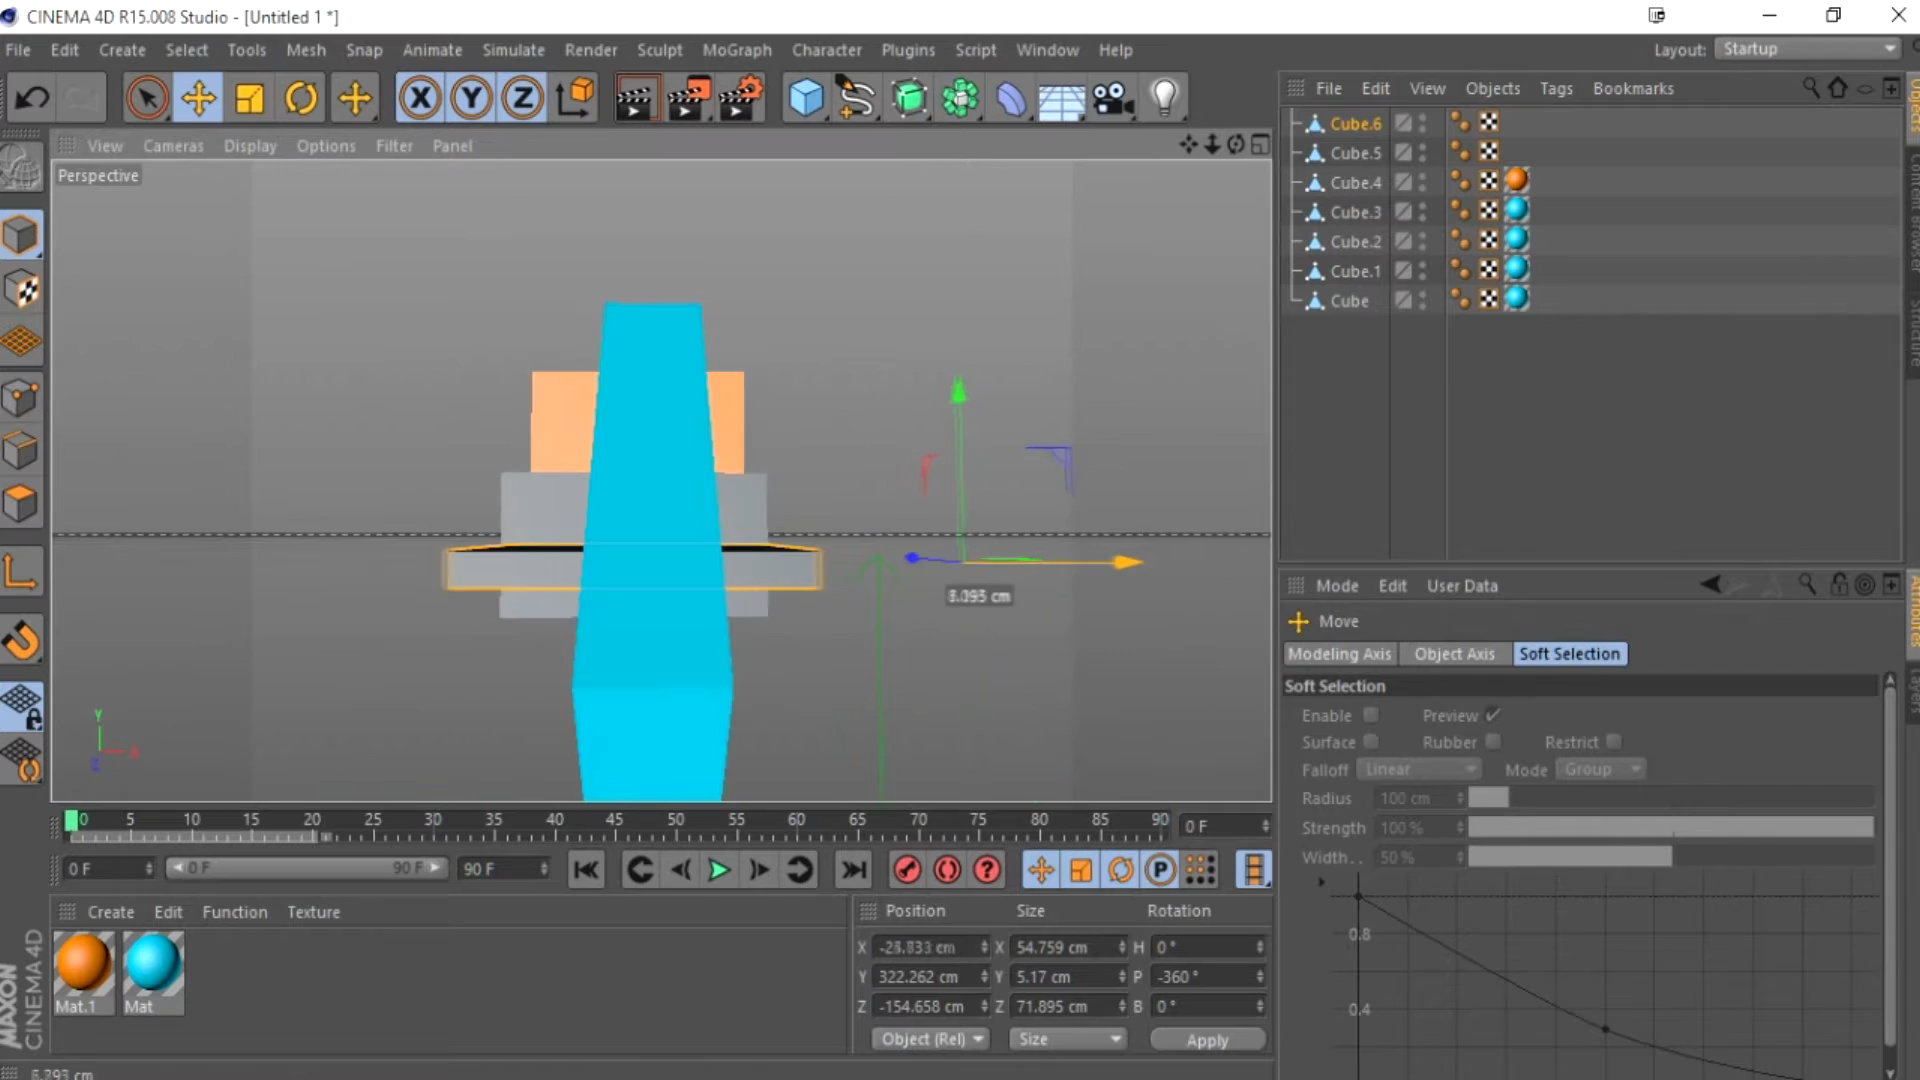 CINEMA 4D R15.008 Studio - [Untitled 1 *]
File Edit Create Select Tools Mesh Snap Animate Simulate Render Sculpt MoGraph Character Plugins Script Window Help
Layout: Startup
X Y Z
File Edit View Objects Tags Bookmarks
Objects
Content Browser
Structure
View Cameras Display Options Filter Panel
Perspective
Cube.6
Cube.5
Cube.4
Cube.3
Cube.2
Cube.1
Cube
Y
X
Z
Mode Edit User Data
Attributes
Layers
Move
Modeling Axis Object Axis Soft Selection
Soft Selection
Enable Preview
Surface Rubber Restrict
Falloff Linear Mode Group
Radius 100 cm
Strength 100 %
Width.. 50 %
0.8
0.4
0 5 10 15 20 25 30 35 40 45 50 55 60 65 70 75 80 85 90 0 F
0 F 0 F 90 F 90 F
P
Create Edit Function Texture
Mat.1 Mat
MAXON
CINEMA 4D
Position Size Rotation
X X 54.759 cm H 0 °
Y 322.262 cm Y 5.17 cm P -360 °
Z -154.658 cm Z 71.895 cm B 0 °
Object (Rel) Size Apply